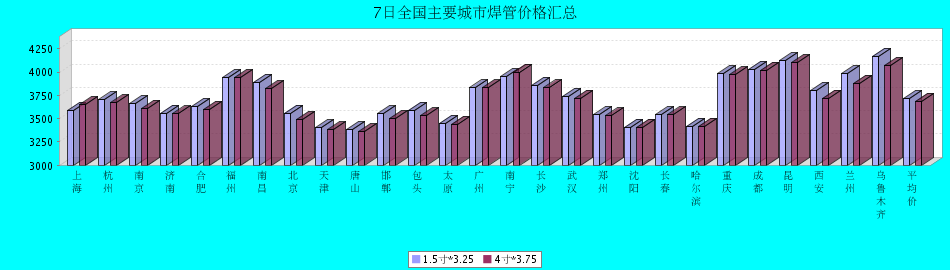 7日全国主要城市焊管价格汇总
4250
4000
3750
3500
3250
3000
上海 杭州 南京 济南 合肥 福州 南昌 北京 天津 唐山 邯郸 包头 太原 广州 南宁 长沙 武汉 郑州 沈阳 长春 哈尔滨 重庆 成都 昆明 西安 兰州 乌鲁木齐 平均价
1.5寸*3.25 4寸*3.75